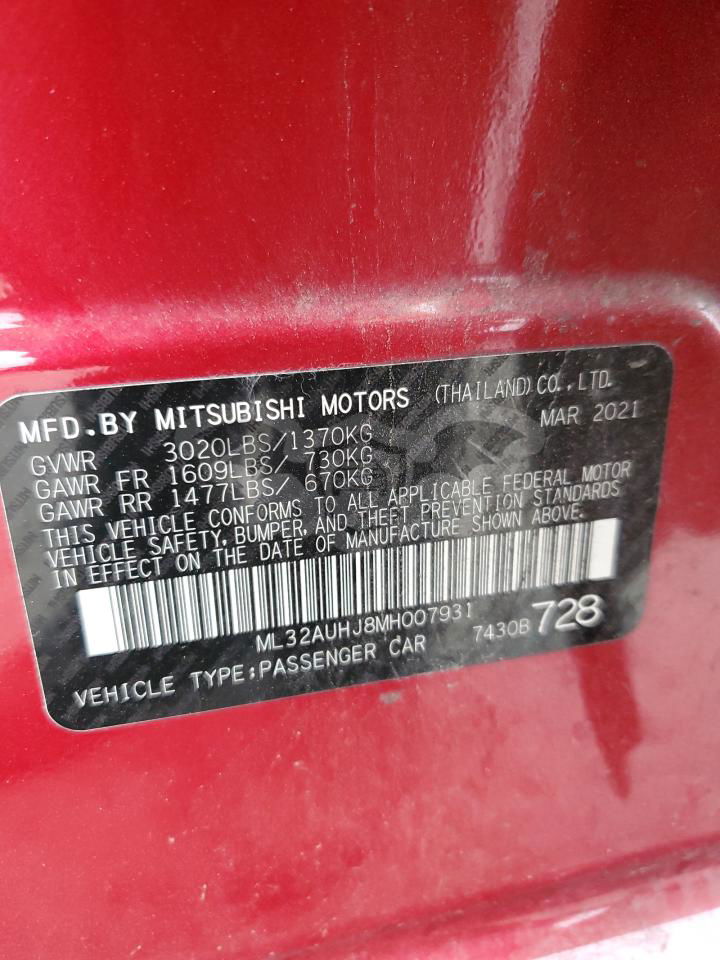 MFD.BY MITSUBISHI MOTORS (THAILAND) CO.,LTD.
MAR 2021
GVWR 3020LBS/1370KG
GAWR FR 1609LBS/ 730KG
GAWR RR 1477LBS/ 670KG
THIS VEHICLE CONFORMS TO ALL APPLICABLE FEDERAL MOTOR
VEHICLE SAFETY, BUMPER, AND THEFT PREVENTION STANDARDS
IN EFFECT ON THE DATE OF MANUFACTURE SHOWN ABOVE.
ML32AUHJ8MH007931
VEHICLE TYPE:PASSENGER CAR 7430B 728